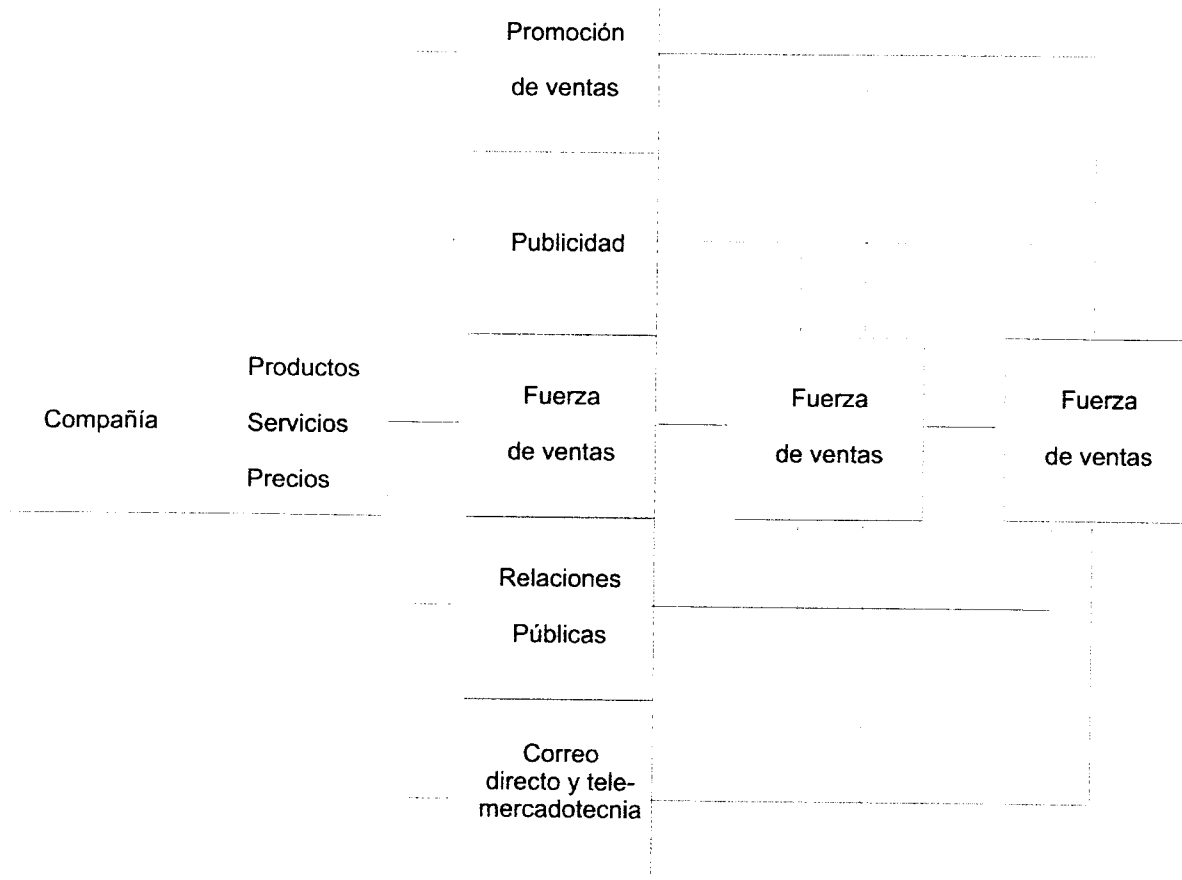 Promoción
de ventas
Publicidad
Compañía
Productos
Servicios
Precios
Fuerza
de ventas
Fuerza
de ventas
Fuerza
de ventas
Relaciones
Públicas
Correo
directo y tele-
mercadotecnia